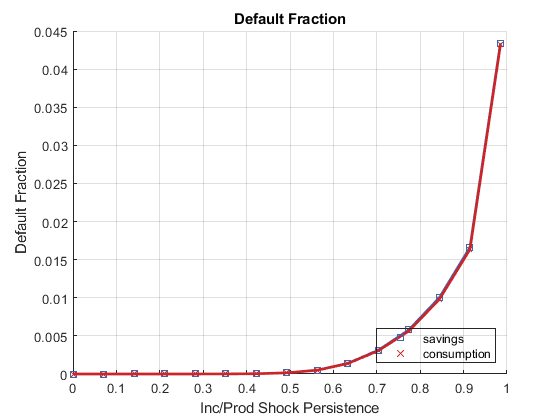 Default Fraction
0.045
0.04
0.035
0.03
0.025
0.02
0.015
0.01
0.005
0
Default Fraction
savings
consumption
0 0.1 0.2 0.3 0.4 0.5 0.6 0.7 0.8 0.9 1
Inc/Prod Shock Persistence